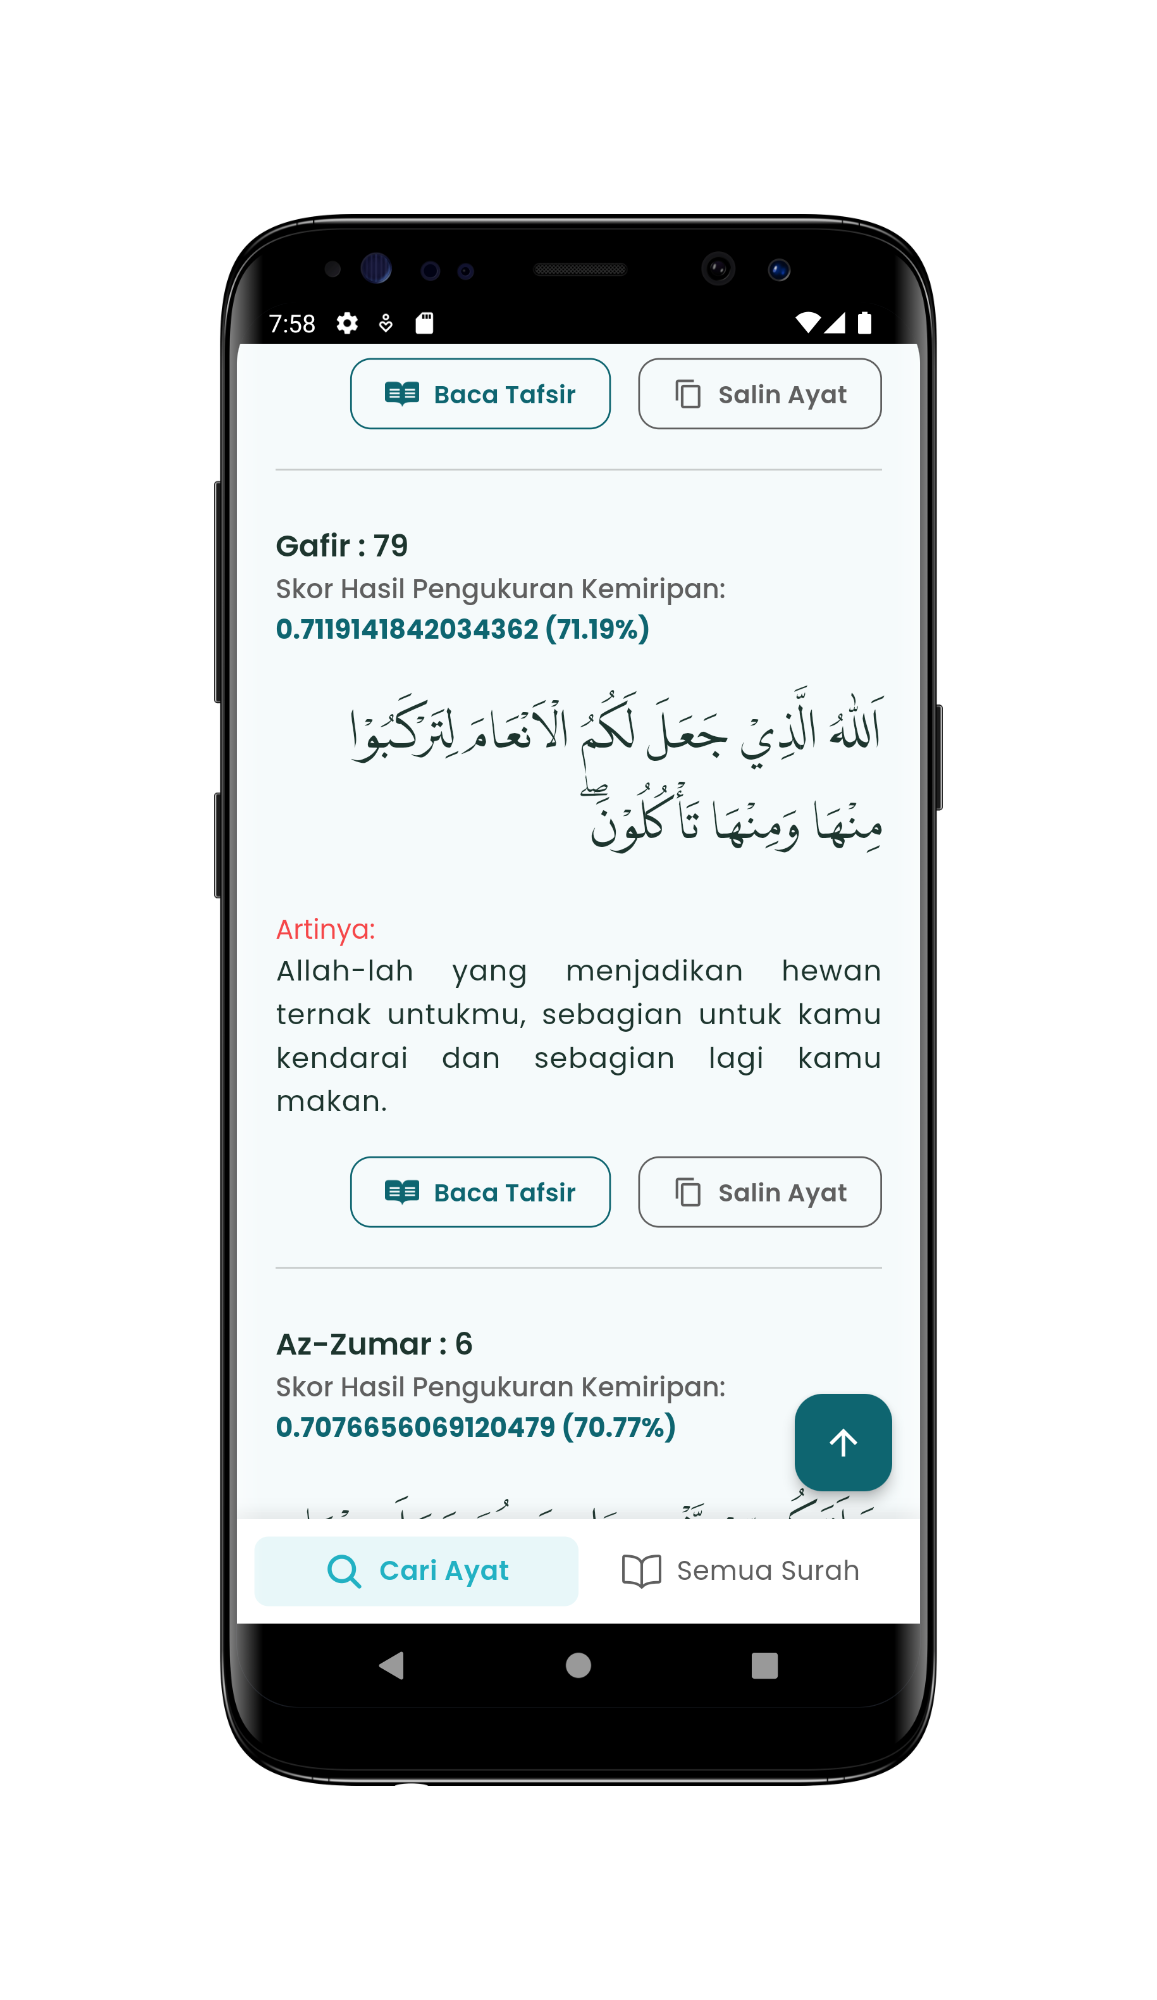 7:58
Baca Tafsir Salin Ayat
Gafir : 79
Skor Hasil Pengukuran Kemiripan:
0.7119141842034362 (71.19%)
اَللّٰهُ الَّذِيْ جَعَلَ لَكُمُ الْاَنْعَامَ لِتَرْكَبُوْا
مِنْهَا وَمِنْهَا تَأْكُلُوْنَۖ
Artinya:
Allah-lah yang menjadikan hewan
ternak untukmu, sebagian untuk kamu
kendarai dan sebagian lagi kamu
makan.
Baca Tafsir Salin Ayat
Az-Zumar : 6
Skor Hasil Pengukuran Kemiripan:
0.7076656069120479 (70.77%)
Cari Ayat Semua Surah